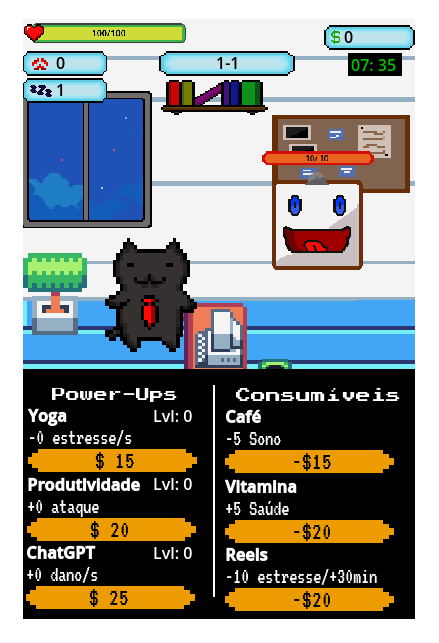 100/100
$ 0
0
1-1
07: 35
zZz 1
10/ 10
Power-Ups
Yoga Lvl: 0
-0 estresse/s
$ 15
Produtividade Lvl: 0
+0 ataque
$ 20
ChatGPT Lvl: 0
+0 dano/s
$ 25
Consumíveis
Café
-5 Sono
-$15
Vitamina
+5 Saúde
-$20
Reels
-10 estresse/+30min
-$20